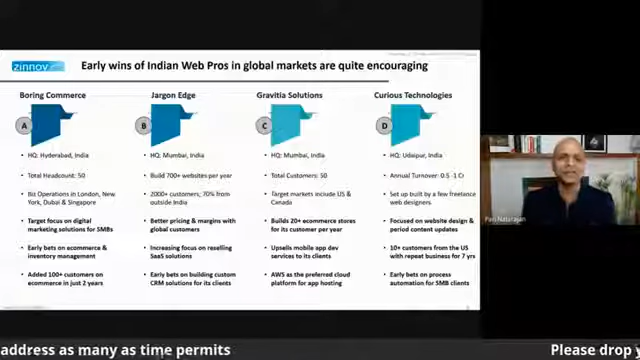 zinnov
Early wins of Indian Web Pros in global markets are quite encouraging
Boring Commerce
A
• HQ: Hyderabad, India
• Total Headcount: 50
• Biz Operations in London, New
York, Dubai & Singapore
• Target focus on digital
marketing solutions for SMBs
• Early bets on ecommerce &
inventory management
• Added 100+ customers on
ecommerce in just 2 years
Jargon Edge
B
• HQ: Mumbai, India
• Build 700+ websites per year
• 2000+ customers; 70% from
outside India
• Better pricing & margins with
global customers
• Increasing focus on reselling
SaaS solutions
• Early bets on building custom
CRM solutions for its clients
Gravitia Solutions
C
• HQ: Mumbai, India
• Total Customers: 50
• Target markets include US &
Canada
• Builds 20+ ecommerce stores
for its customer per year
• Upsells mobile app dev
services to its clients
• AWS as the preferred cloud
platform for app hosting
Curious Technologies
D
• HQ: Udaipur, India
• Annual Turnover: 0.5 -1 Cr
• Set up built by a few freelance
web designers
• Focused on website design &
period content updates
• 10+ customers from the US
with repeat business for 7 yrs
• Early bets on process
automation for SMB clients
Pari Natarajan
address as many as time permits
Please drop y